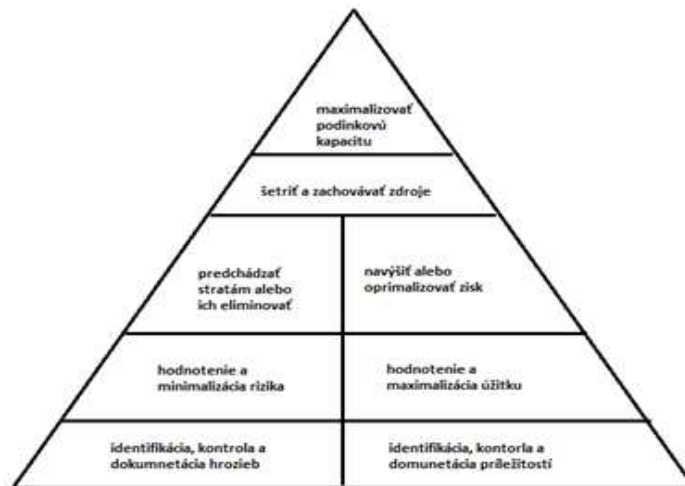 maximalizovať
podinkovú
kapacitu
šetriť a zachovávať zdroje
predchádzať
stratám alebo
ich eliminovať
navýšiť alebo
oprimalizovať zisk
hodnotenie a
minimalizácia rizika
hodnotenie a
maximalizácia úžitku
identifikácia, kontrola a
dokumnetácia hrozieb
identifikácia, kontorla a
domunetácia príležitostí